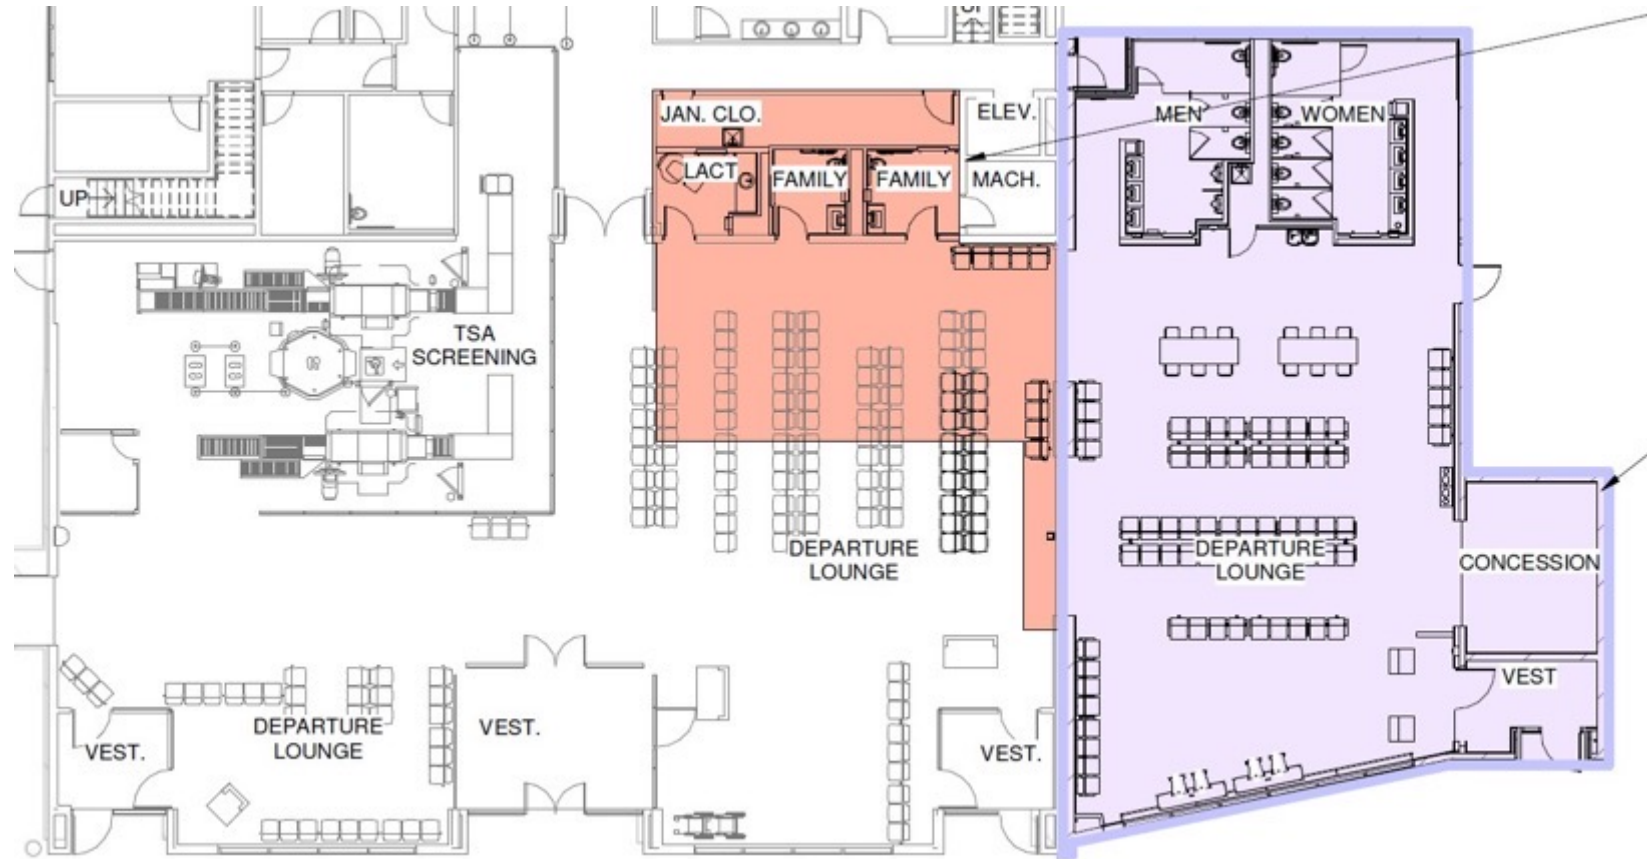 UP
JAN. CLO.
ELEV.
MEN
WOMEN
LACT
FAMILY
FAMILY
MACH.
UP
TSA
SCREENING
DEPARTURE
LOUNGE
DEPARTURE
LOUNGE
CONCESSION
VEST
DEPARTURE
LOUNGE
VEST.
VEST.
VEST.